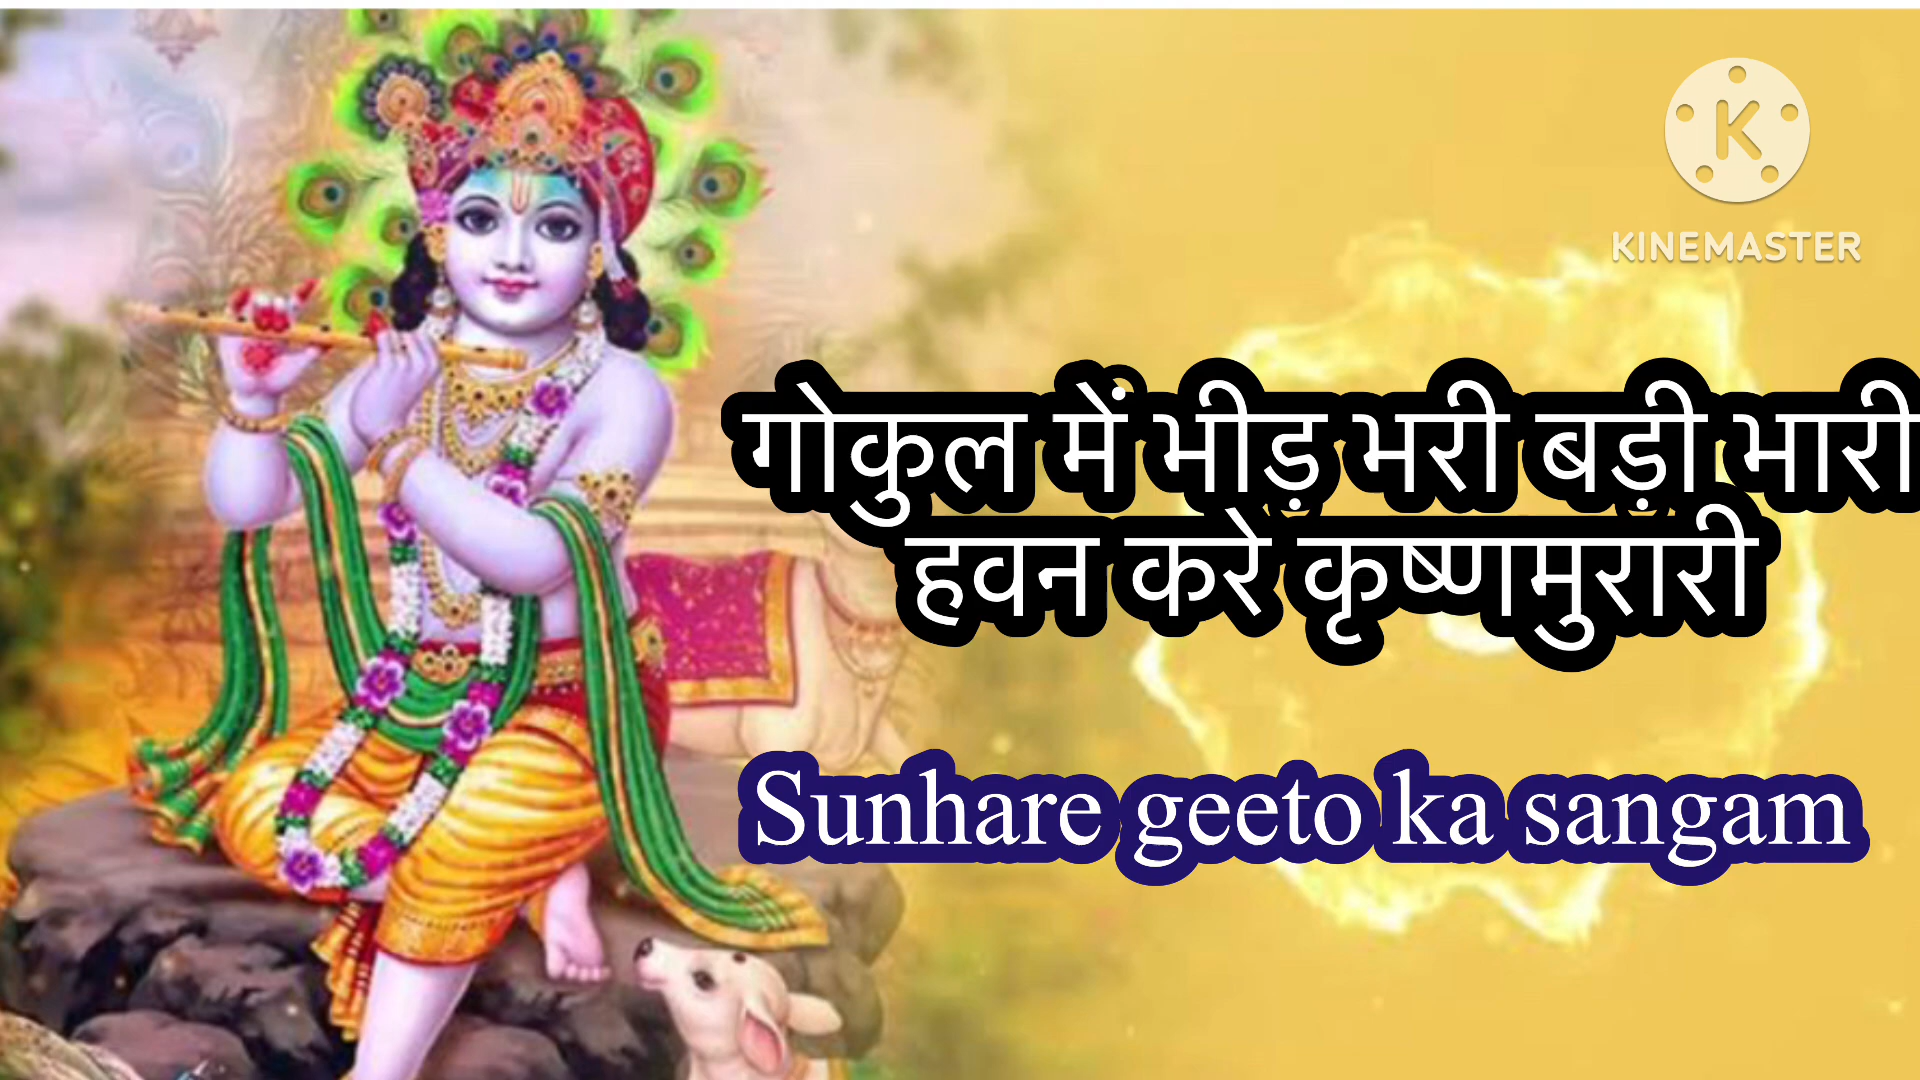 K
KINEMASTER
गोकुल में भीड़ भरी बड़ी भारी
हवन करे कृष्णमुरारी
Sunhare geeto ka sangam